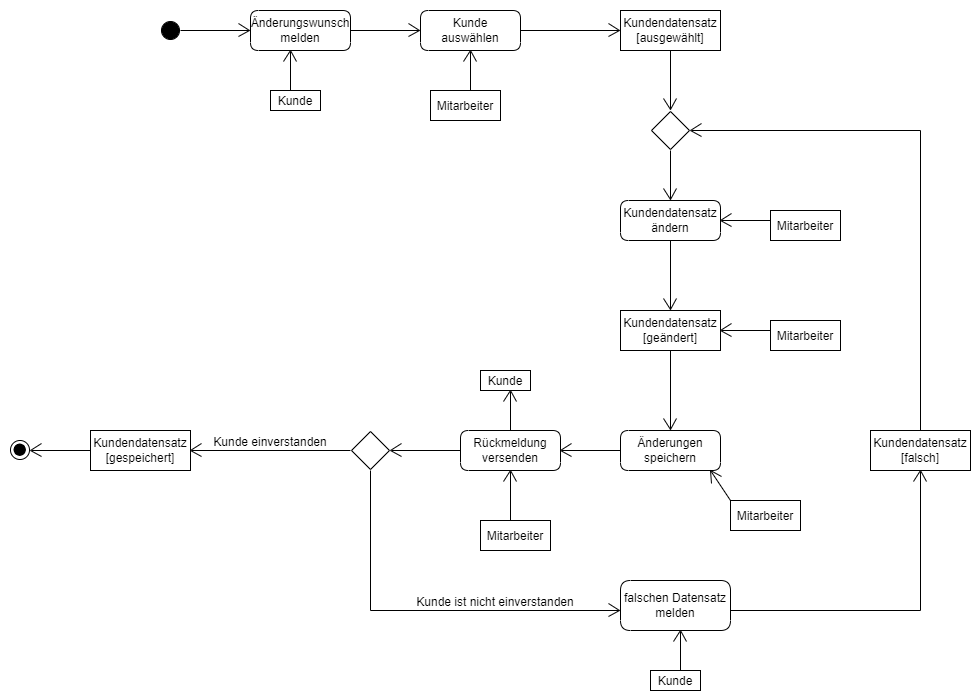 Änderungswunsch
melden
Kunde
auswählen
Kundendatensatz
[ausgewählt]
Kunde
Mitarbeiter
Kundendatensatz
ändern
Mitarbeiter
Kundendatensatz
[geändert]
Mitarbeiter
Kunde
Kundendatensatz
[gespeichert]
Kunde einverstanden
Rückmeldung
versenden
Änderungen
speichern
Kundendatensatz
[falsch]
Mitarbeiter
Mitarbeiter
Kunde ist nicht einverstanden
falschen Datensatz
melden
Kunde